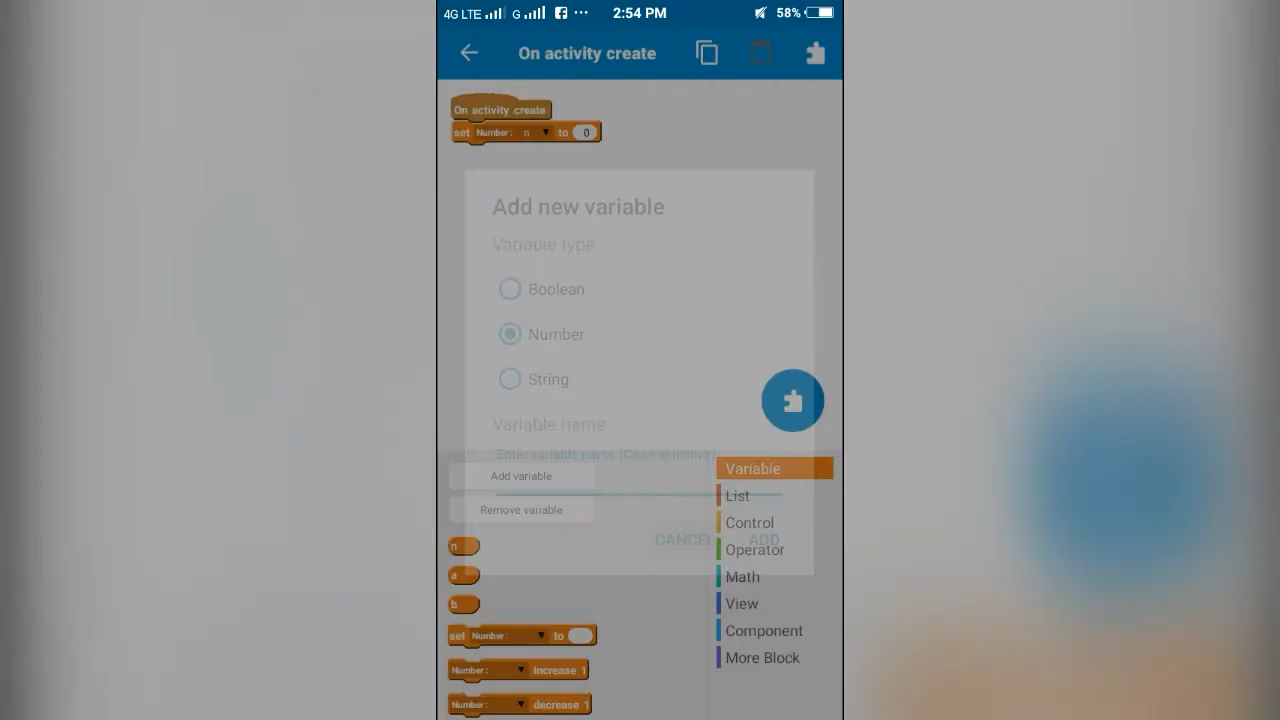 4G LTE G 2:54 PM 58%
On activity create
On activity create
set Number: n to 0
Add new variable
Variable type
Boolean
Number
String
Variable name
Enter variable name (Case sensitive)
Add variable
Remove variable
CANCEL ADD
n
a
b
set Number: to
Number: increase 1
Number: decrease 1
Variable
List
Control
Operator
Math
View
Component
More Block